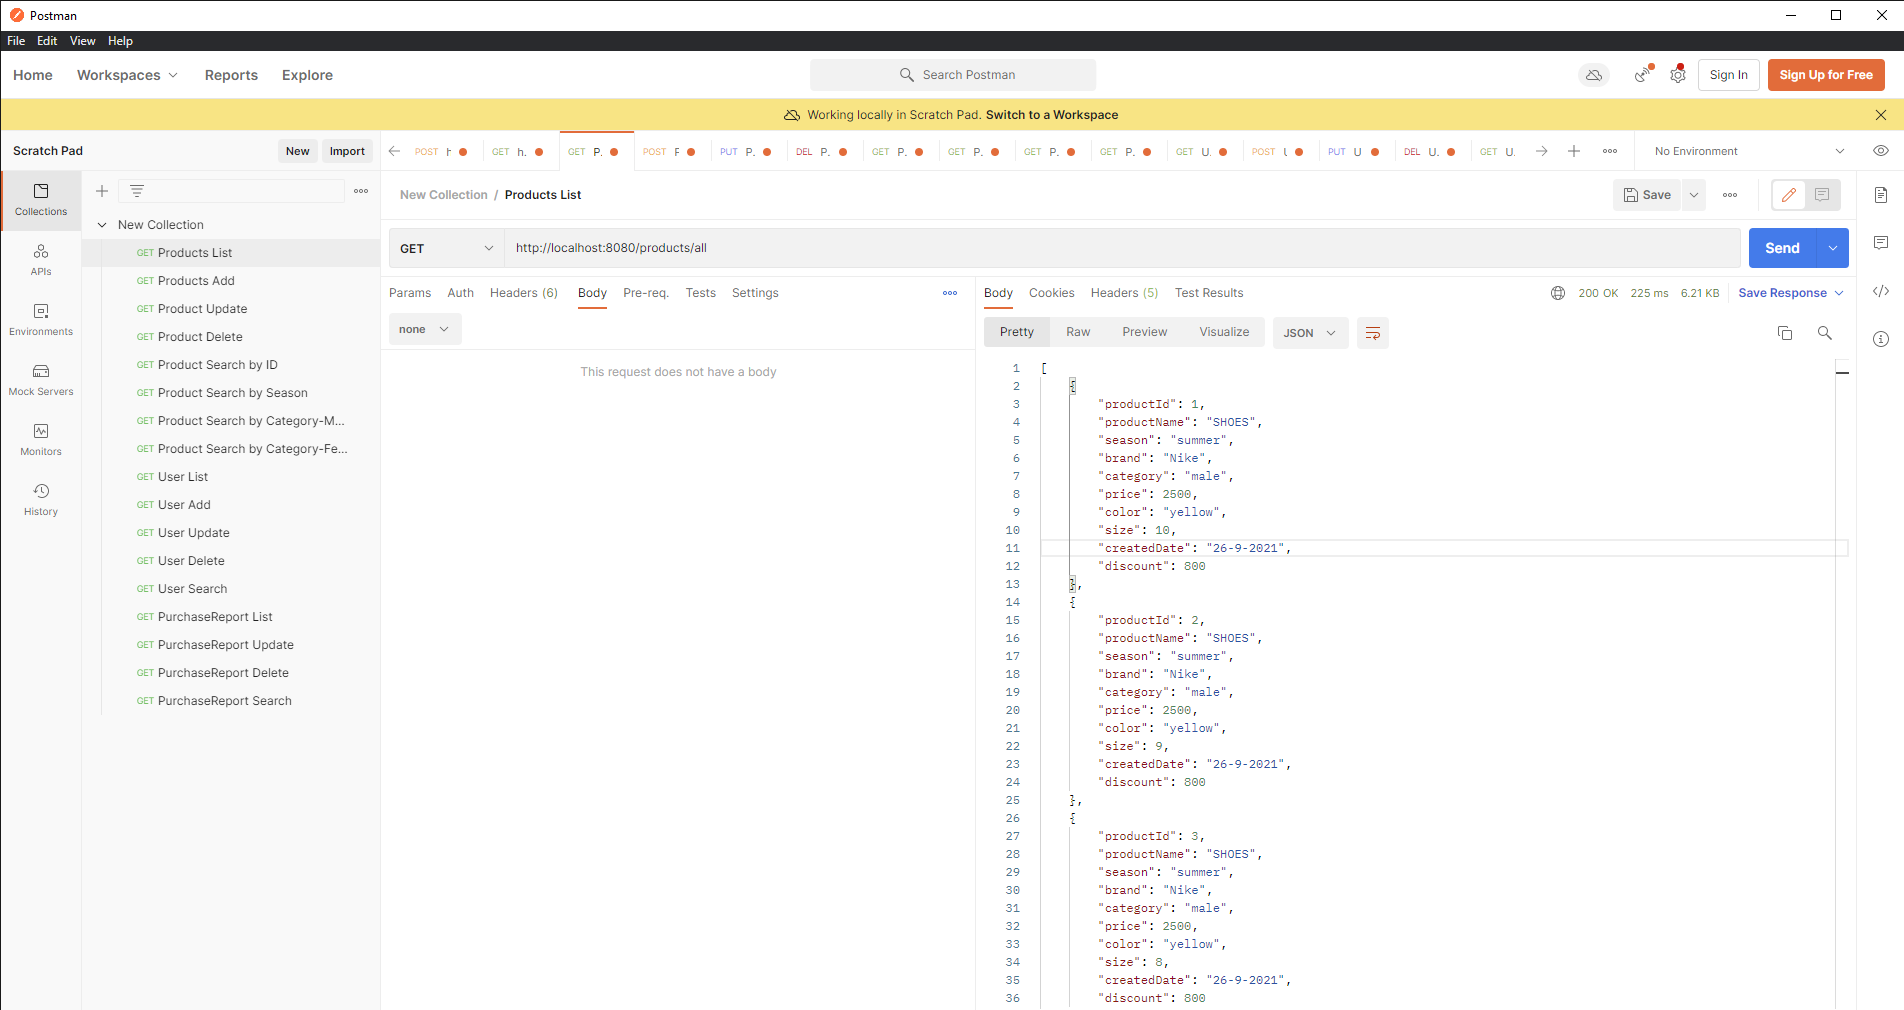 Postman
File Edit View Help
Home Workspaces Reports Explore
Search Postman
Sign In
Sign Up for Free
Working locally in Scratch Pad. Switch to a Workspace
Scratch Pad
New
Import
POST h GET h. GET P. POST P PUT P. DEL P. GET P. GET P. GET P. GET P. GET U. POST U PUT U DEL U. GET U.
No Environment
Collections
APIs
Environments
Mock Servers
Monitors
History
New Collection
GET Products List
GET Products Add
GET Product Update
GET Product Delete
GET Product Search by ID
GET Product Search by Season
GET Product Search by Category-M...
GET Product Search by Category-Fe...
GET User List
GET User Add
GET User Update
GET User Delete
GET User Search
GET PurchaseReport List
GET PurchaseReport Update
GET PurchaseReport Delete
GET PurchaseReport Search
New Collection / Products List
Save
GET
http://localhost:8080/products/all
Send
Params Auth Headers (6) Body Pre-req. Tests Settings
none
This request does not have a body
Body Cookies Headers (5) Test Results
200 OK 225 ms 6.21 KB Save Response
Pretty Raw Preview Visualize JSON
1 [
2 {
3 "productId": 1,
4 "productName": "SHOES",
5 "season": "summer",
6 "brand": "Nike",
7 "category": "male",
8 "price": 2500,
9 "color": "yellow",
10 "size": 10,
11 "createdDate": "26-9-2021",
12 "discount": 800
13 },
14 {
15 "productId": 2,
16 "productName": "SHOES",
17 "season": "summer",
18 "brand": "Nike",
19 "category": "male",
20 "price": 2500,
21 "color": "yellow",
22 "size": 9,
23 "createdDate": "26-9-2021",
24 "discount": 800
25 },
26 {
27 "productId": 3,
28 "productName": "SHOES",
29 "season": "summer",
30 "brand": "Nike",
31 "category": "male",
32 "price": 2500,
33 "color": "yellow",
34 "size": 8,
35 "createdDate": "26-9-2021",
36 "discount": 800